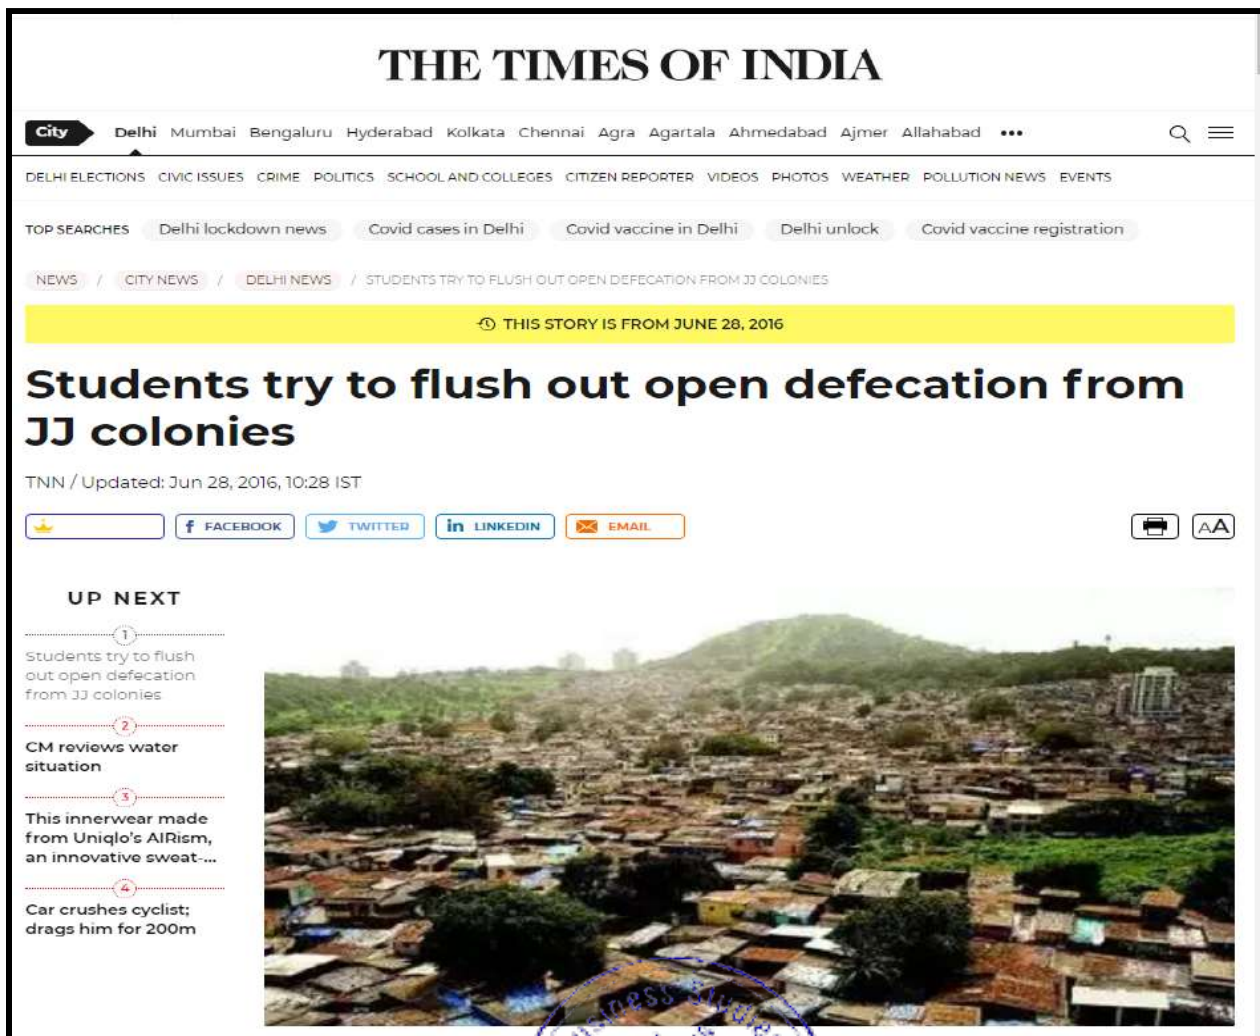 THE TIMES OF INDIA
City Delhi Mumbai Bengaluru Hyderabad Kolkata Chennai Agra Agartala Ahmedabad Ajmer Allahabad •••
DELHI ELECTIONS CIVIC ISSUES CRIME POLITICS SCHOOL AND COLLEGES CITIZEN REPORTER VIDEOS PHOTOS WEATHER POLLUTION NEWS EVENTS
TOP SEARCHES Delhi lockdown news Covid cases in Delhi Covid vaccine in Delhi Delhi unlock Covid vaccine registration
NEWS / CITY NEWS / DELHI NEWS / STUDENTS TRY TO FLUSH OUT OPEN DEFECATION FROM JJ COLONIES
THIS STORY IS FROM JUNE 28, 2016
Students try to flush out open defecation from
JJ colonies
TNN / Updated: Jun 28, 2016, 10:28 IST
f FACEBOOK TWITTER in LINKEDIN EMAIL AA
UP NEXT
1
Students try to flush
out open defecation
from JJ colonies
2
CM reviews water
situation
3
This innerwear made
from Uniqlo's AIRism,
an innovative sweat-...
4
Car crushes cyclist;
drags him for 200m
Business Studies